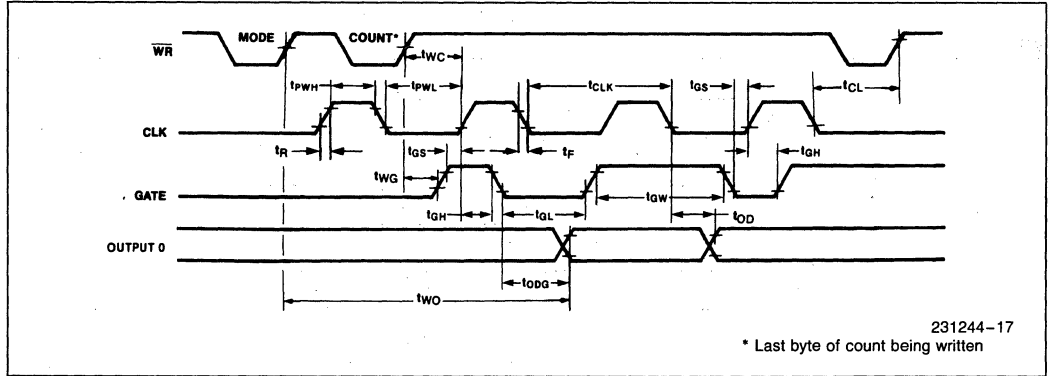 MODE
COUNT*
WR
tWC
tPWH
tPWL
tCLK
tGS
tCL
CLK
tR
tGS
tF
tGH
tWG
GATE
tGH
tGL
tGW
tOD
OUTPUT 0
tODG
tWO
231244-17
* Last byte of count being written